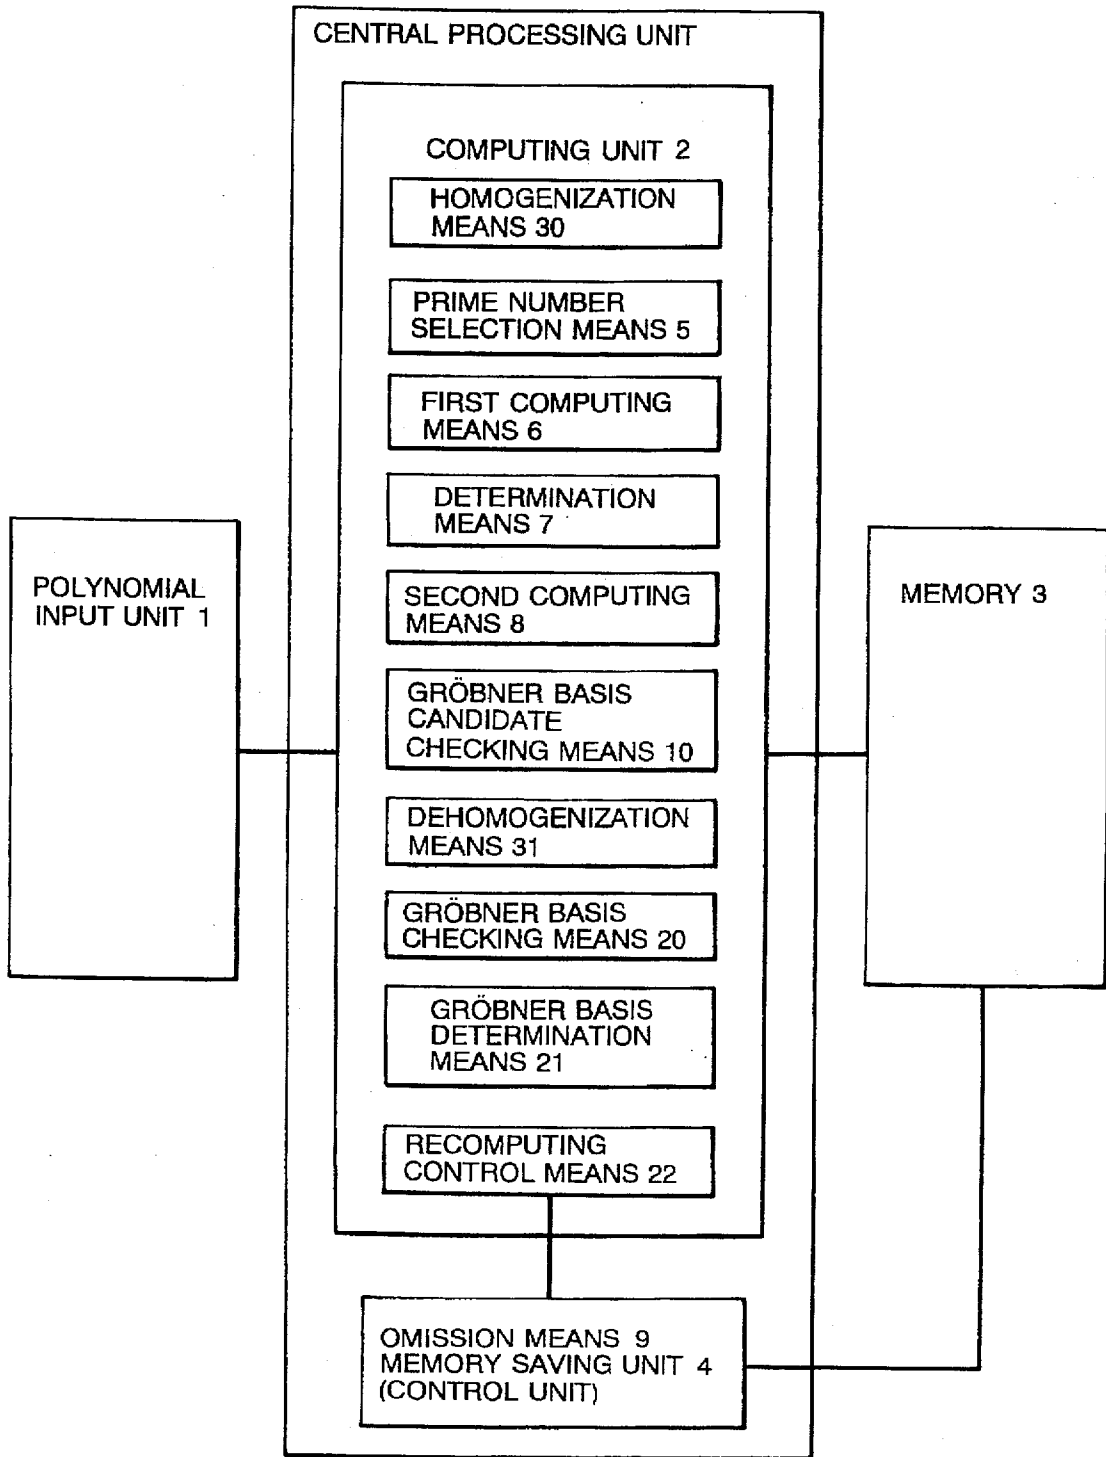 CENTRAL PROCESSING UNIT
COMPUTING UNIT 2
HOMOGENIZATION
MEANS 30
PRIME NUMBER
SELECTION MEANS 5
FIRST COMPUTING
MEANS 6
DETERMINATION
MEANS 7
POLYNOMIAL
INPUT UNIT 1
SECOND COMPUTING
MEANS 8
MEMORY 3
GRÖBNER BASIS
CANDIDATE
CHECKING MEANS 10
DEHOMOGENIZATION
MEANS 31
GRÖBNER BASIS
CHECKING MEANS 20
GRÖBNER BASIS
DETERMINATION
MEANS 21
RECOMPUTING
CONTROL MEANS 22
OMISSION MEANS 9
MEMORY SAVING UNIT 4
(CONTROL UNIT)